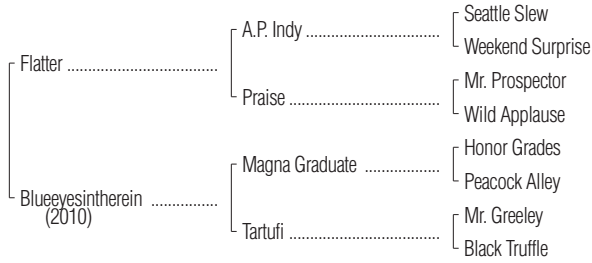 Seattle Slew
A.P. Indy ................................
Weekend Surprise
Flatter ....................................
Mr. Prospector
Praise ....................................
Wild Applause
Honor Grades
Magna Graduate ..................
Peacock Alley
Blueeyesintherein ................
(2010)
Mr. Greeley
Tartufi ....................................
Black Truffle